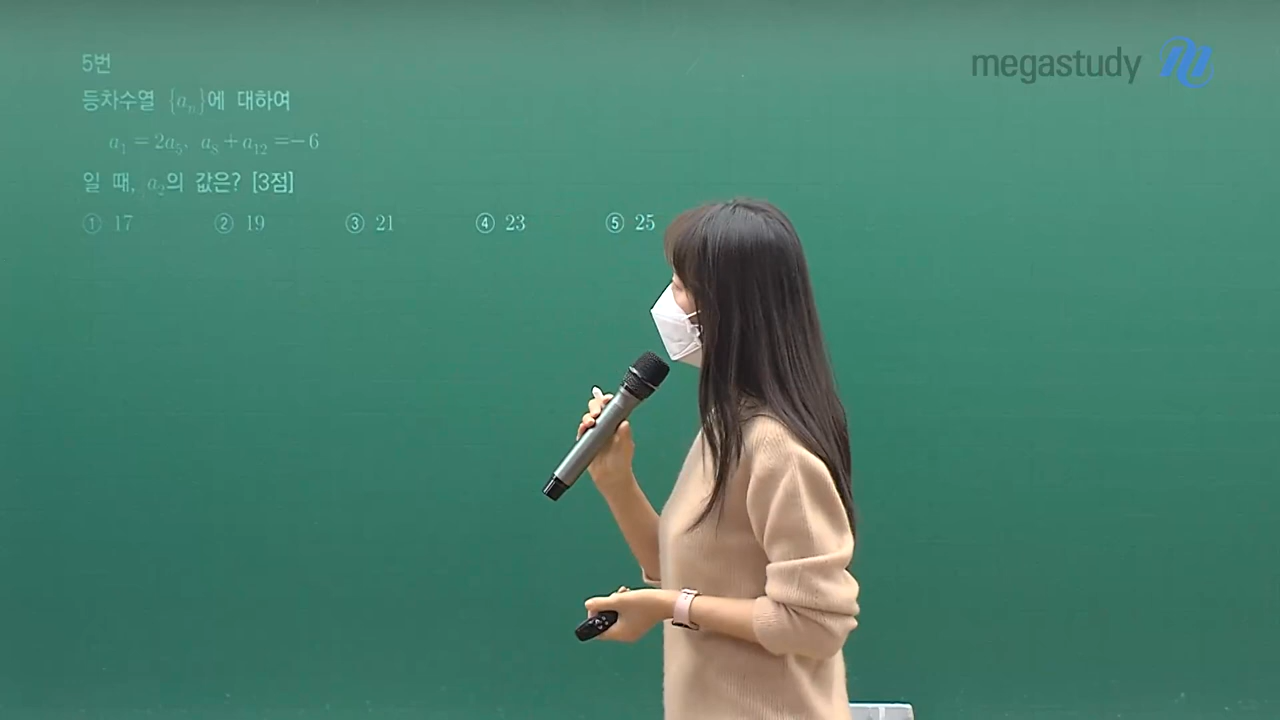 megastudy
5번
등차수열 {aₙ}에 대하여
a₁ = 2a₅, a₈ + a₁₂ = -6
일 때, a₂의 값은? [3점]
① 17 ② 19 ③ 21 ④ 23 ⑤ 25